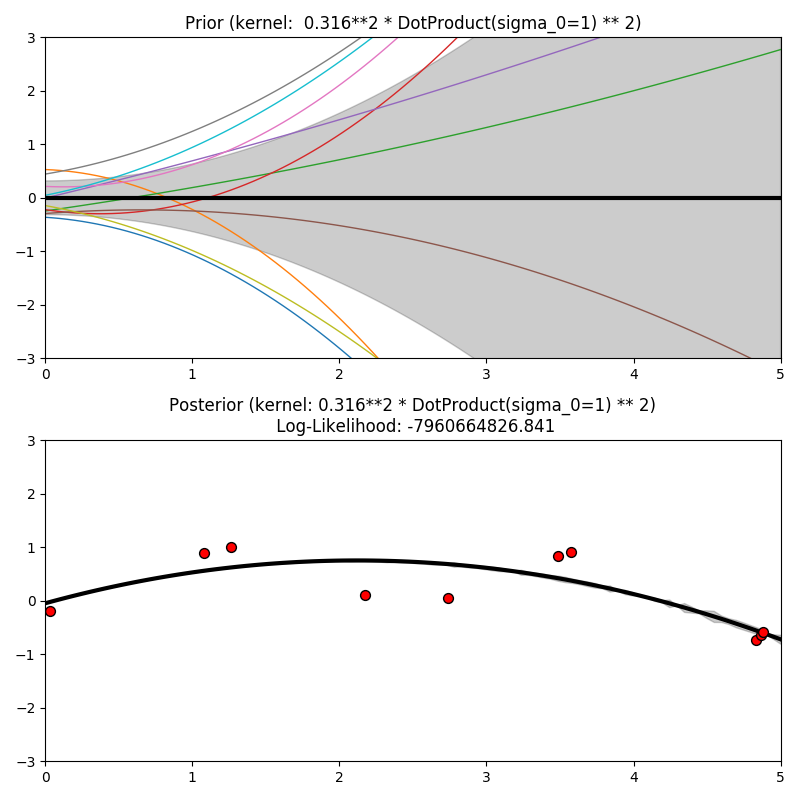 Prior (kernel:  0.316**2 * DotProduct(sigma_0=1) ** 2)
3
2
1
0
−1
−2
−3
0 1 2 3 4 5
Posterior (kernel: 0.316**2 * DotProduct(sigma_0=1) ** 2)
Log-Likelihood: -7960664826.841
3
2
1
0
−1
−2
−3
0 1 2 3 4 5